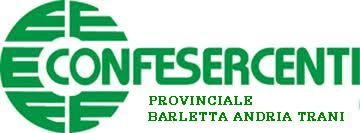 CONFESERCENTI
PROVINCIALE
BARLETTA ANDRIA TRANI